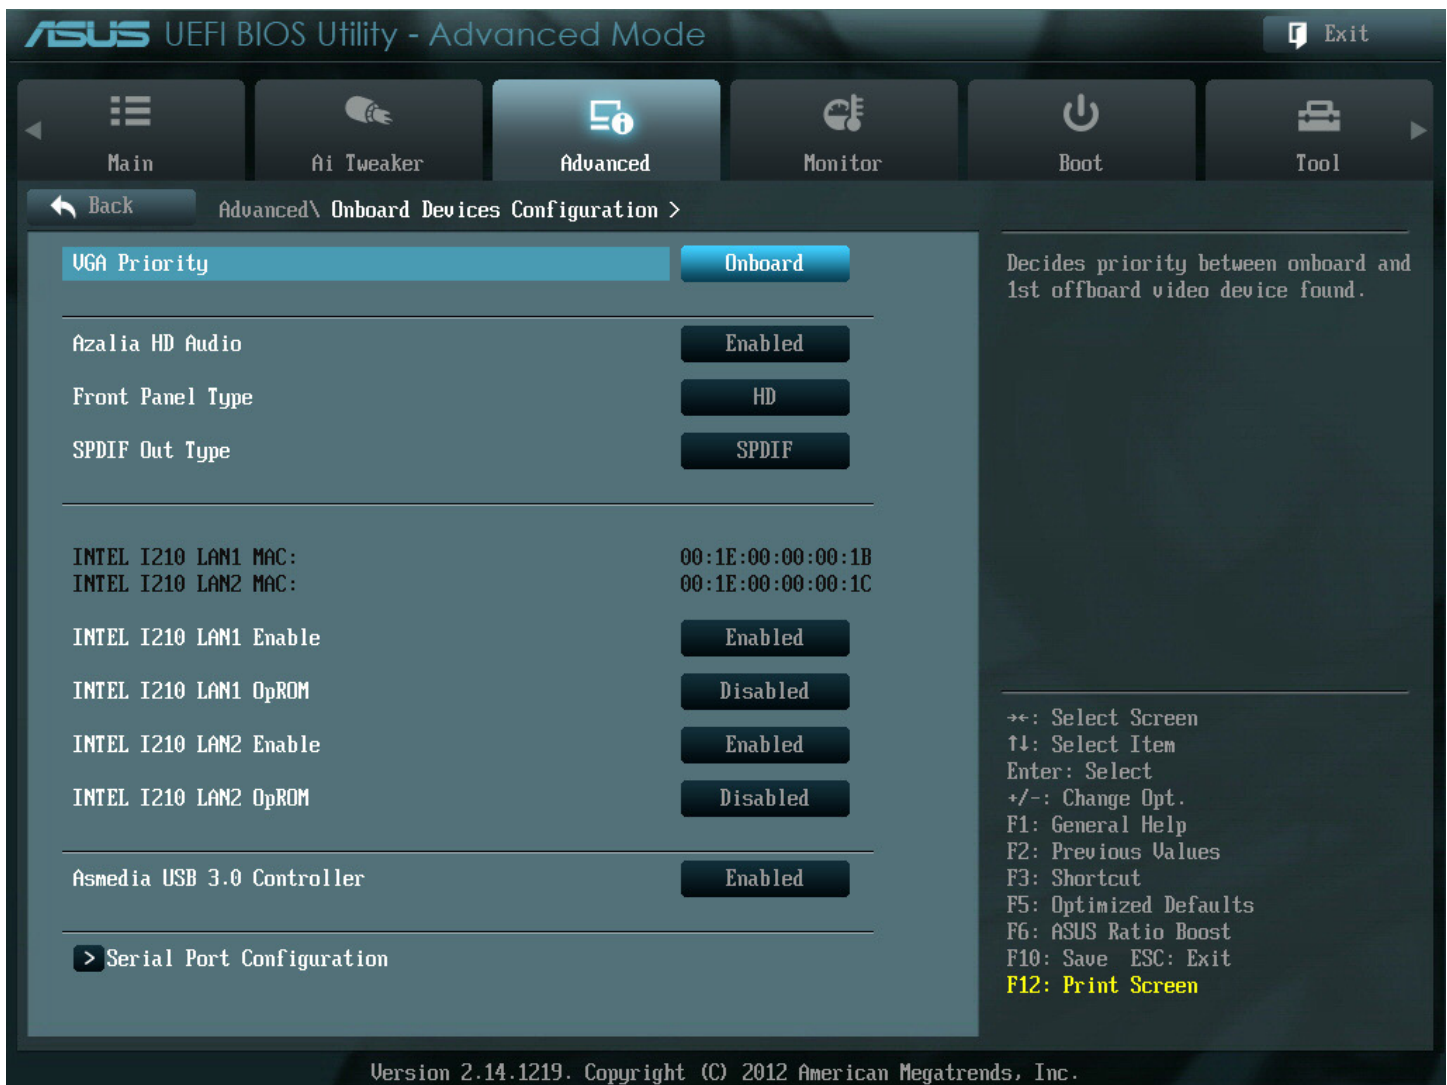 ASUS UEFI BIOS Utility - Advanced Mode
Exit
Main
Ai Tweaker
Advanced
Monitor
Boot
Tool
Back
Advanced\ Onboard Devices Configuration >
VGA Priority Onboard
Azalia HD Audio Enabled
Front Panel Type HD
SPDIF Out Type SPDIF
INTEL I210 LAN1 MAC: 00:1E:00:00:00:1B
INTEL I210 LAN2 MAC: 00:1E:00:00:00:1C
INTEL I210 LAN1 Enable Enabled
INTEL I210 LAN1 OpROM Disabled
INTEL I210 LAN2 Enable Enabled
INTEL I210 LAN2 OpROM Disabled
Asmedia USB 3.0 Controller Enabled
> Serial Port Configuration
Decides priority between onboard and
1st offboard video device found.
→←: Select Screen
↑↓: Select Item
Enter: Select
+/-: Change Opt.
F1: General Help
F2: Previous Values
F3: Shortcut
F5: Optimized Defaults
F6: ASUS Ratio Boost
F10: Save ESC: Exit
F12: Print Screen
Version 2.14.1219. Copyright (C) 2012 American Megatrends, Inc.